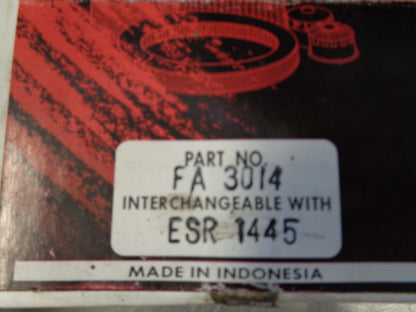 PART NO.
FA 3014
INTERCHANGEABLE WITH
ESR 1445
MADE IN INDONESIA